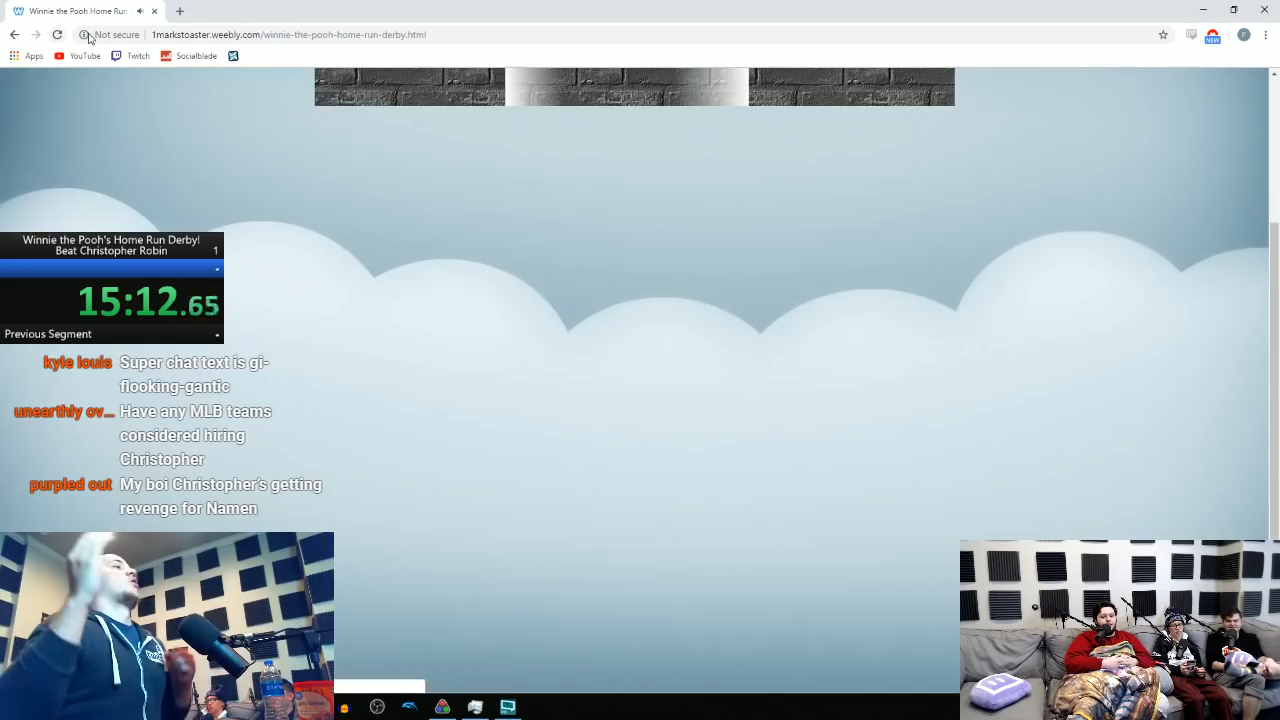 Winnie the Pooh Home Run
Not secure
1markstoaster.weebly.com/winnie-the-pooh-home-run-derby.html
NEW
F
Apps
YouTube
Twitch
Socialblade
Winnie the Pooh's Home Run Derby!
Beat Christopher Robin
1
-
15:12.65
Previous Segment
-
kyle louis Super chat text is gi-
flooking-gantic
unearthly ov... Have any MLB teams
considered hiring
Christopher
purpled out My boi Christopher's getting
revenge for Namen